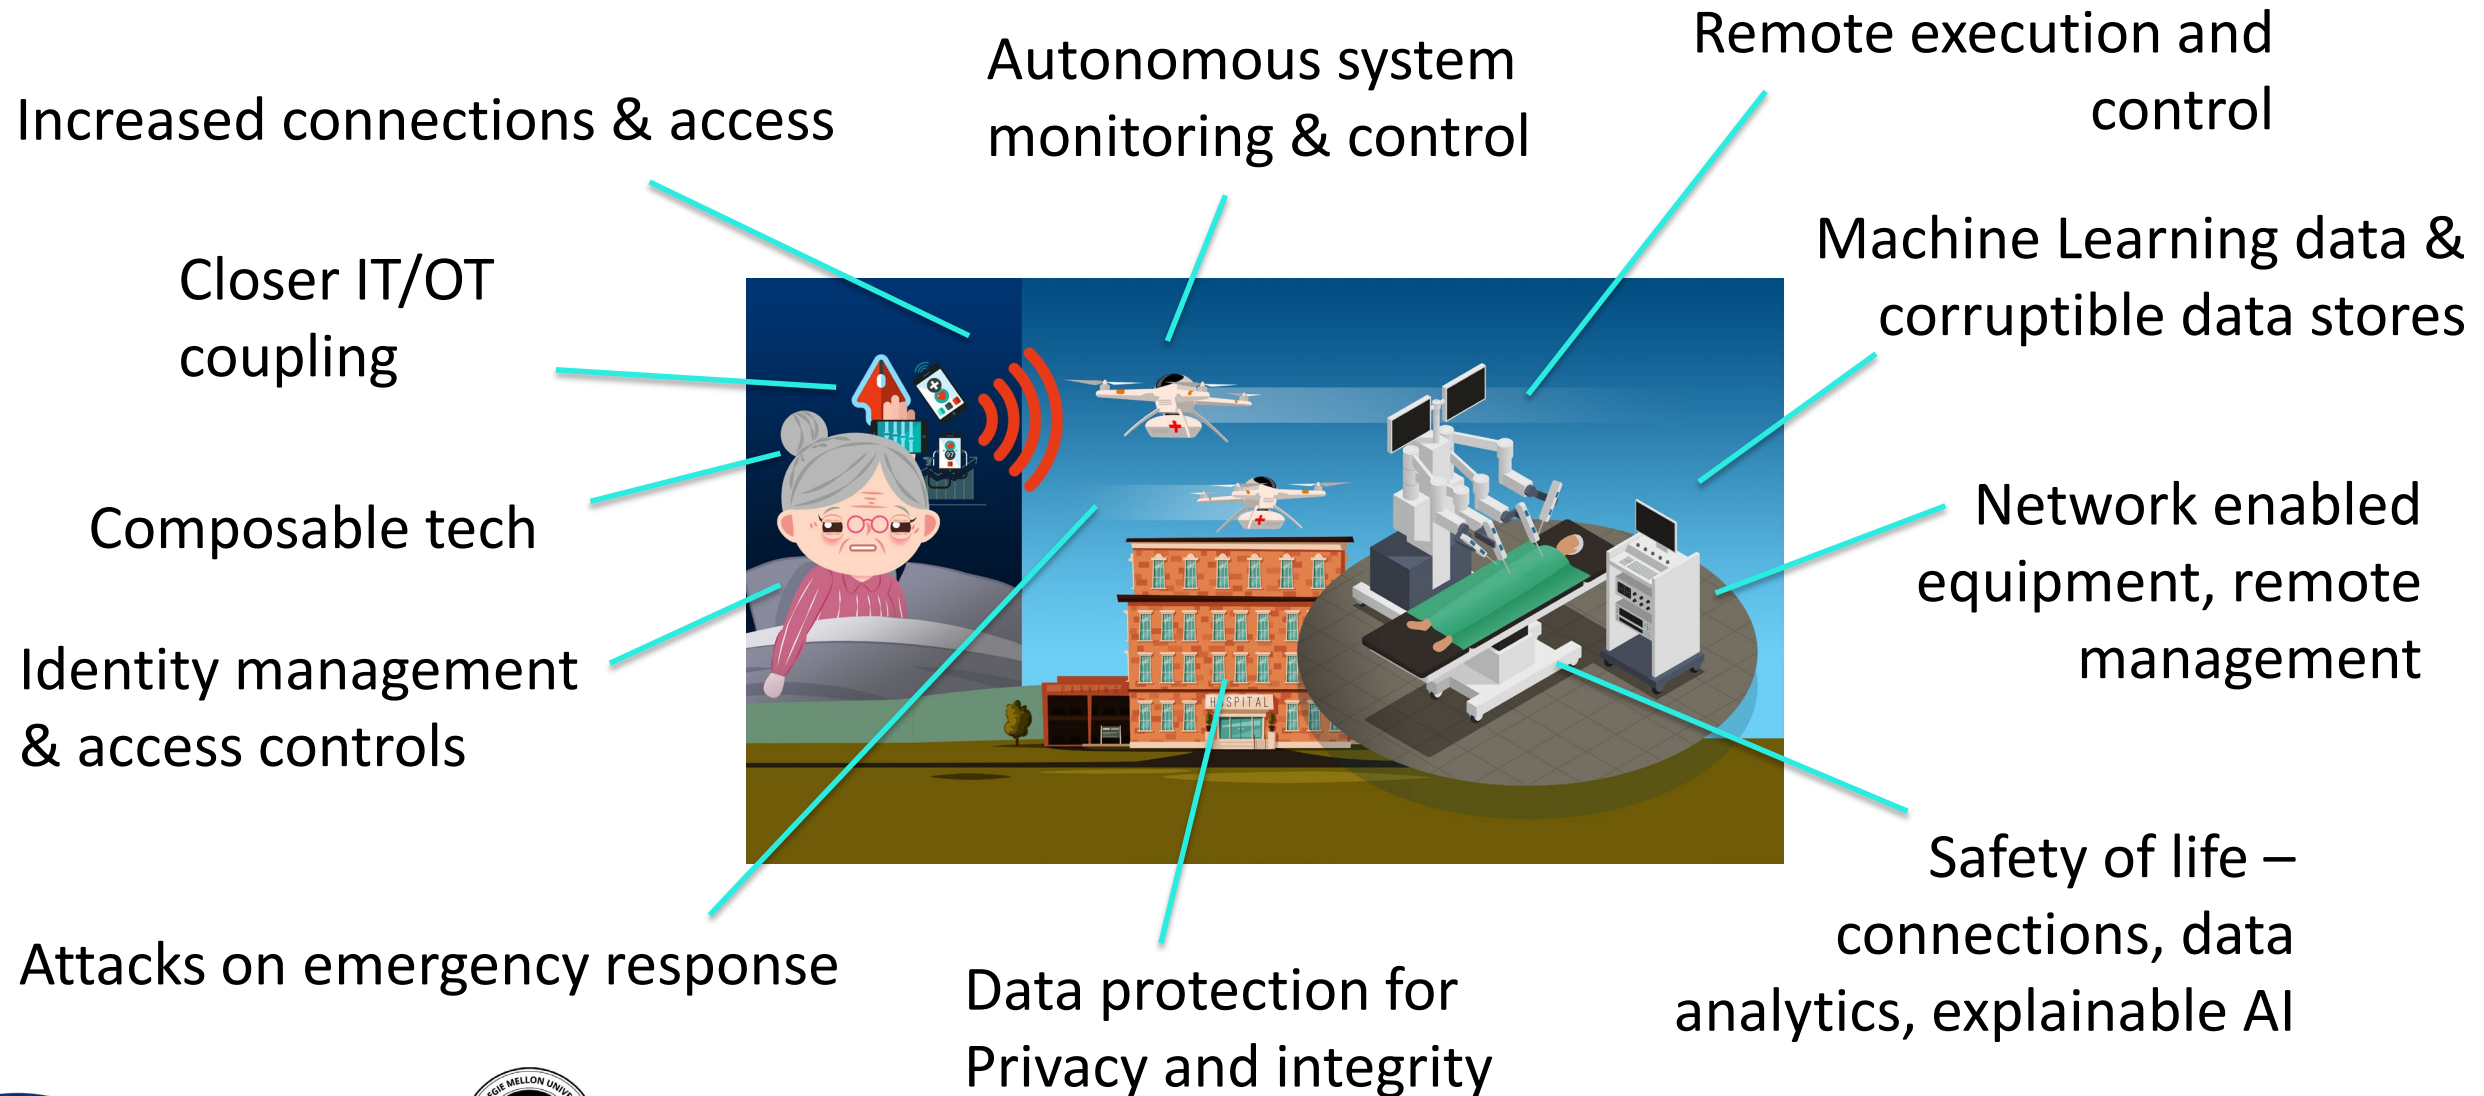 Increased connections & access
Autonomous system
monitoring & control
Remote execution and
control
Closer IT/OT
coupling
Machine Learning data &
corruptible data stores
Composable tech
Network enabled
equipment, remote
management
Identity management
& access controls
HOSPITAL
Attacks on emergency response
Data protection for
Privacy and integrity
Safety of life –
connections, data
analytics, explainable AI
MELLON